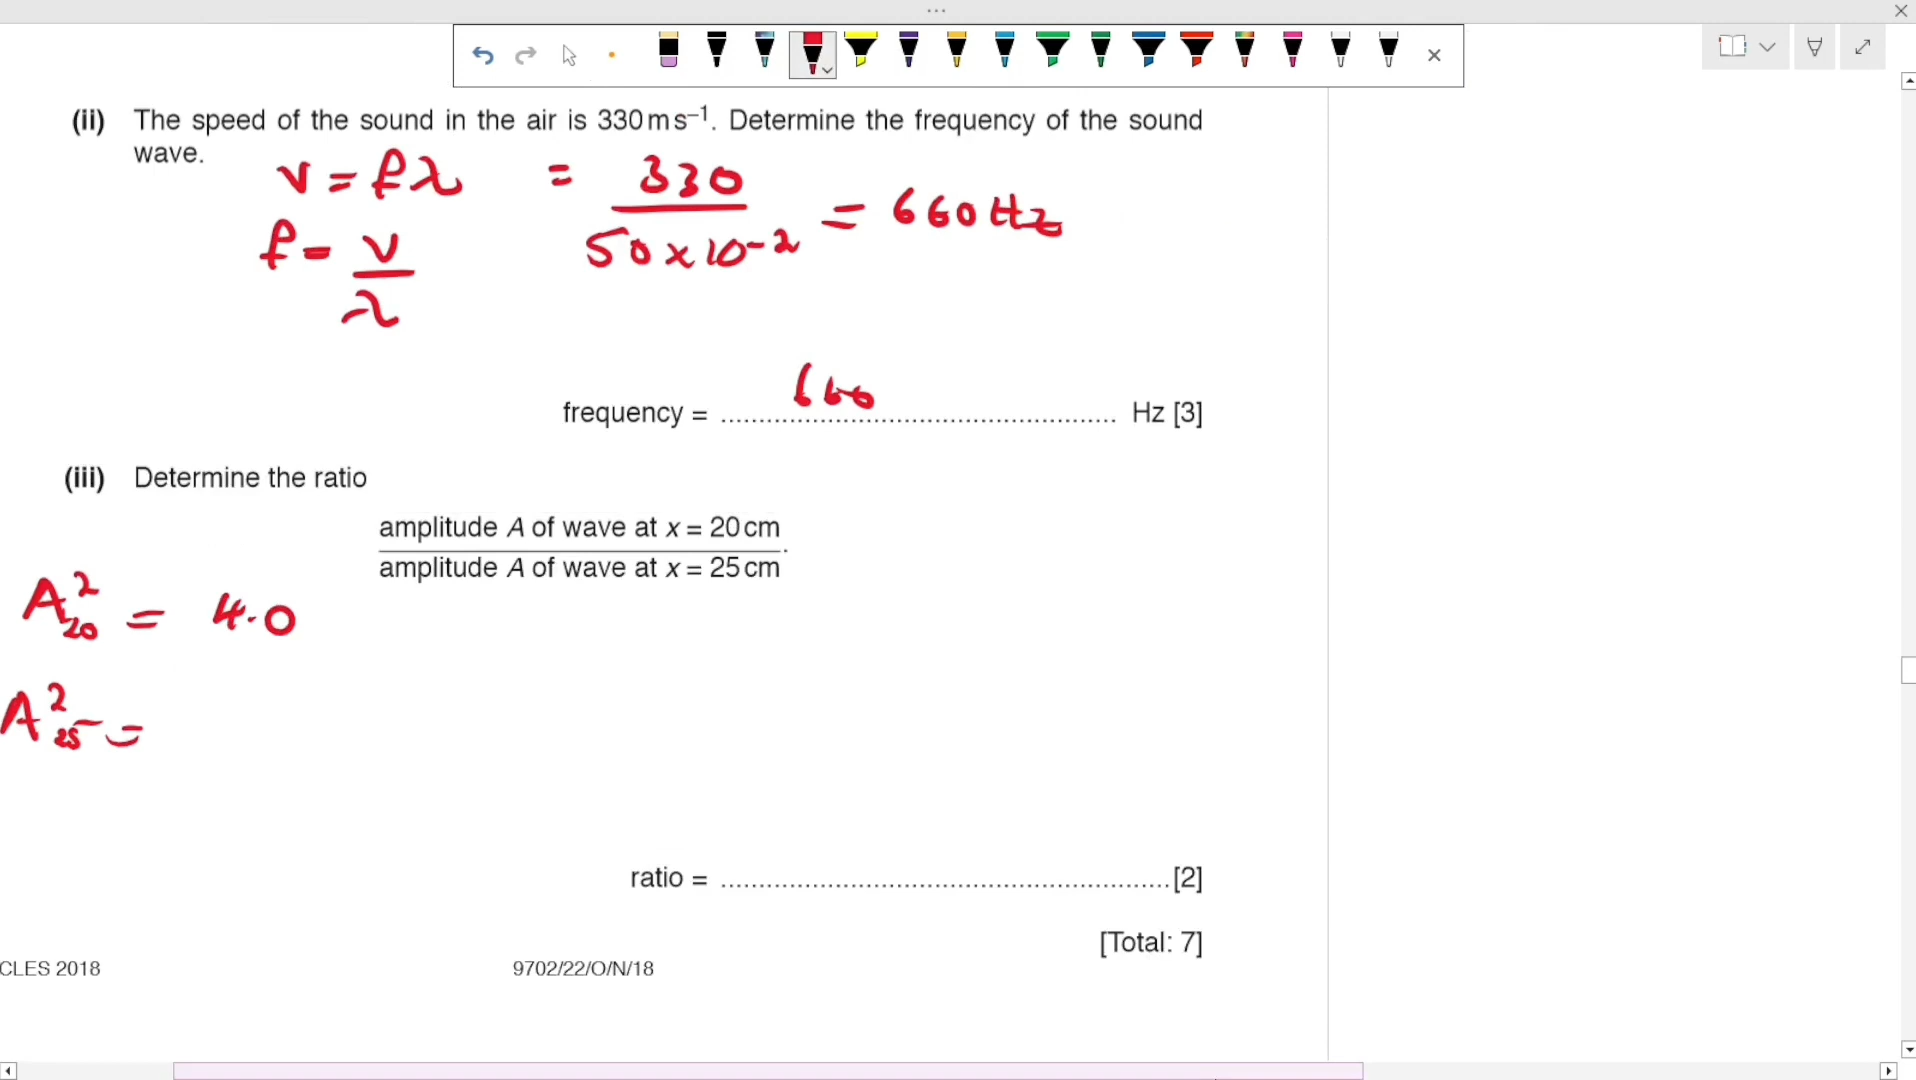 (ii) The speed of the sound in the air is 330 m s⁻¹. Determine the frequency of the sound
wave.
v = fλ = 330 / 50 × 10⁻² = 660 Hz
f = v / λ
660
frequency = ........................................................ Hz [3]
(iii) Determine the ratio
amplitude A of wave at x = 20 cm
amplitude A of wave at x = 25 cm.
A²₂₀ = 4.0
A²₂₅ =
ratio = ................................................................[2]
[Total: 7]
CLES 2018 9702/22/O/N/18